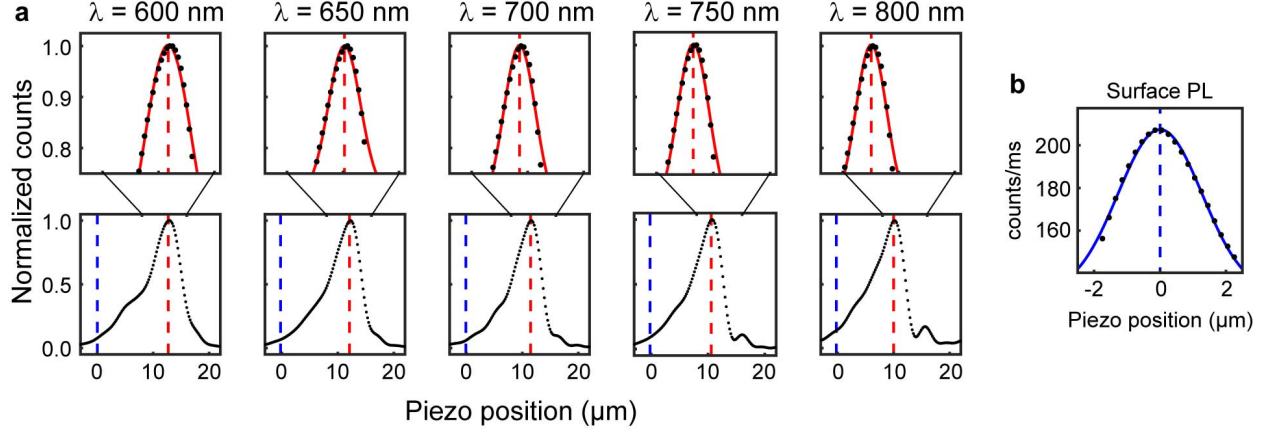 a
λ = 600 nm
λ = 650 nm
λ = 700 nm
λ = 750 nm
λ = 800 nm
Normalized counts
1.0
0.9
0.8
1.0
0.5
0.0
0 10 20
0 10 20
0 10 20
0 10 20
0 10 20
Piezo position (µm)
b
Surface PL
counts/ms
200
180
160
-2 0 2
Piezo position (µm)